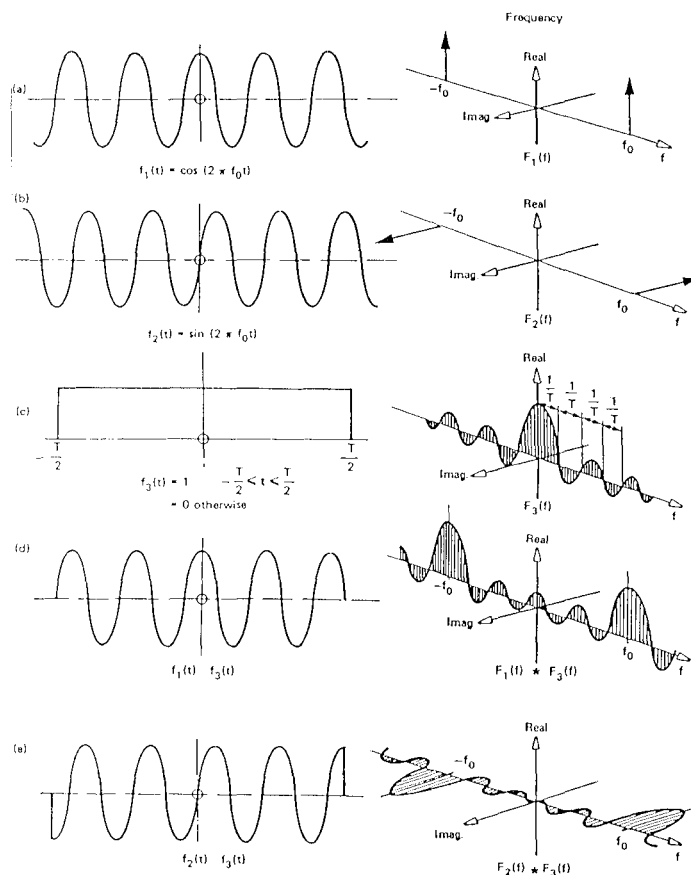 Frequency
(a)
Real
−f₀
Imag
f₀
f
F₁(f)
f₁(t) = cos (2 π f₀t)
(b)
Real
−f₀
Imag
f₀
f
F₂(f)
f₂(t) = sin (2 π f₀t)
(c)
Real
1/T 1/T 1/T 1/T
−T/2
T/2
Imag
f
F₃(f)
f₃(t) = 1 −T/2 < t < T/2
= 0 otherwise
(d)
Real
−f₀
Imag
f₀
f
f₁(t) f₃(t)
F₁(f) ★ F₃(f)
(e)
Real
−f₀
Imag
f₀
f
f₂(t) f₃(t)
F₂(f) ★ F₃(f)